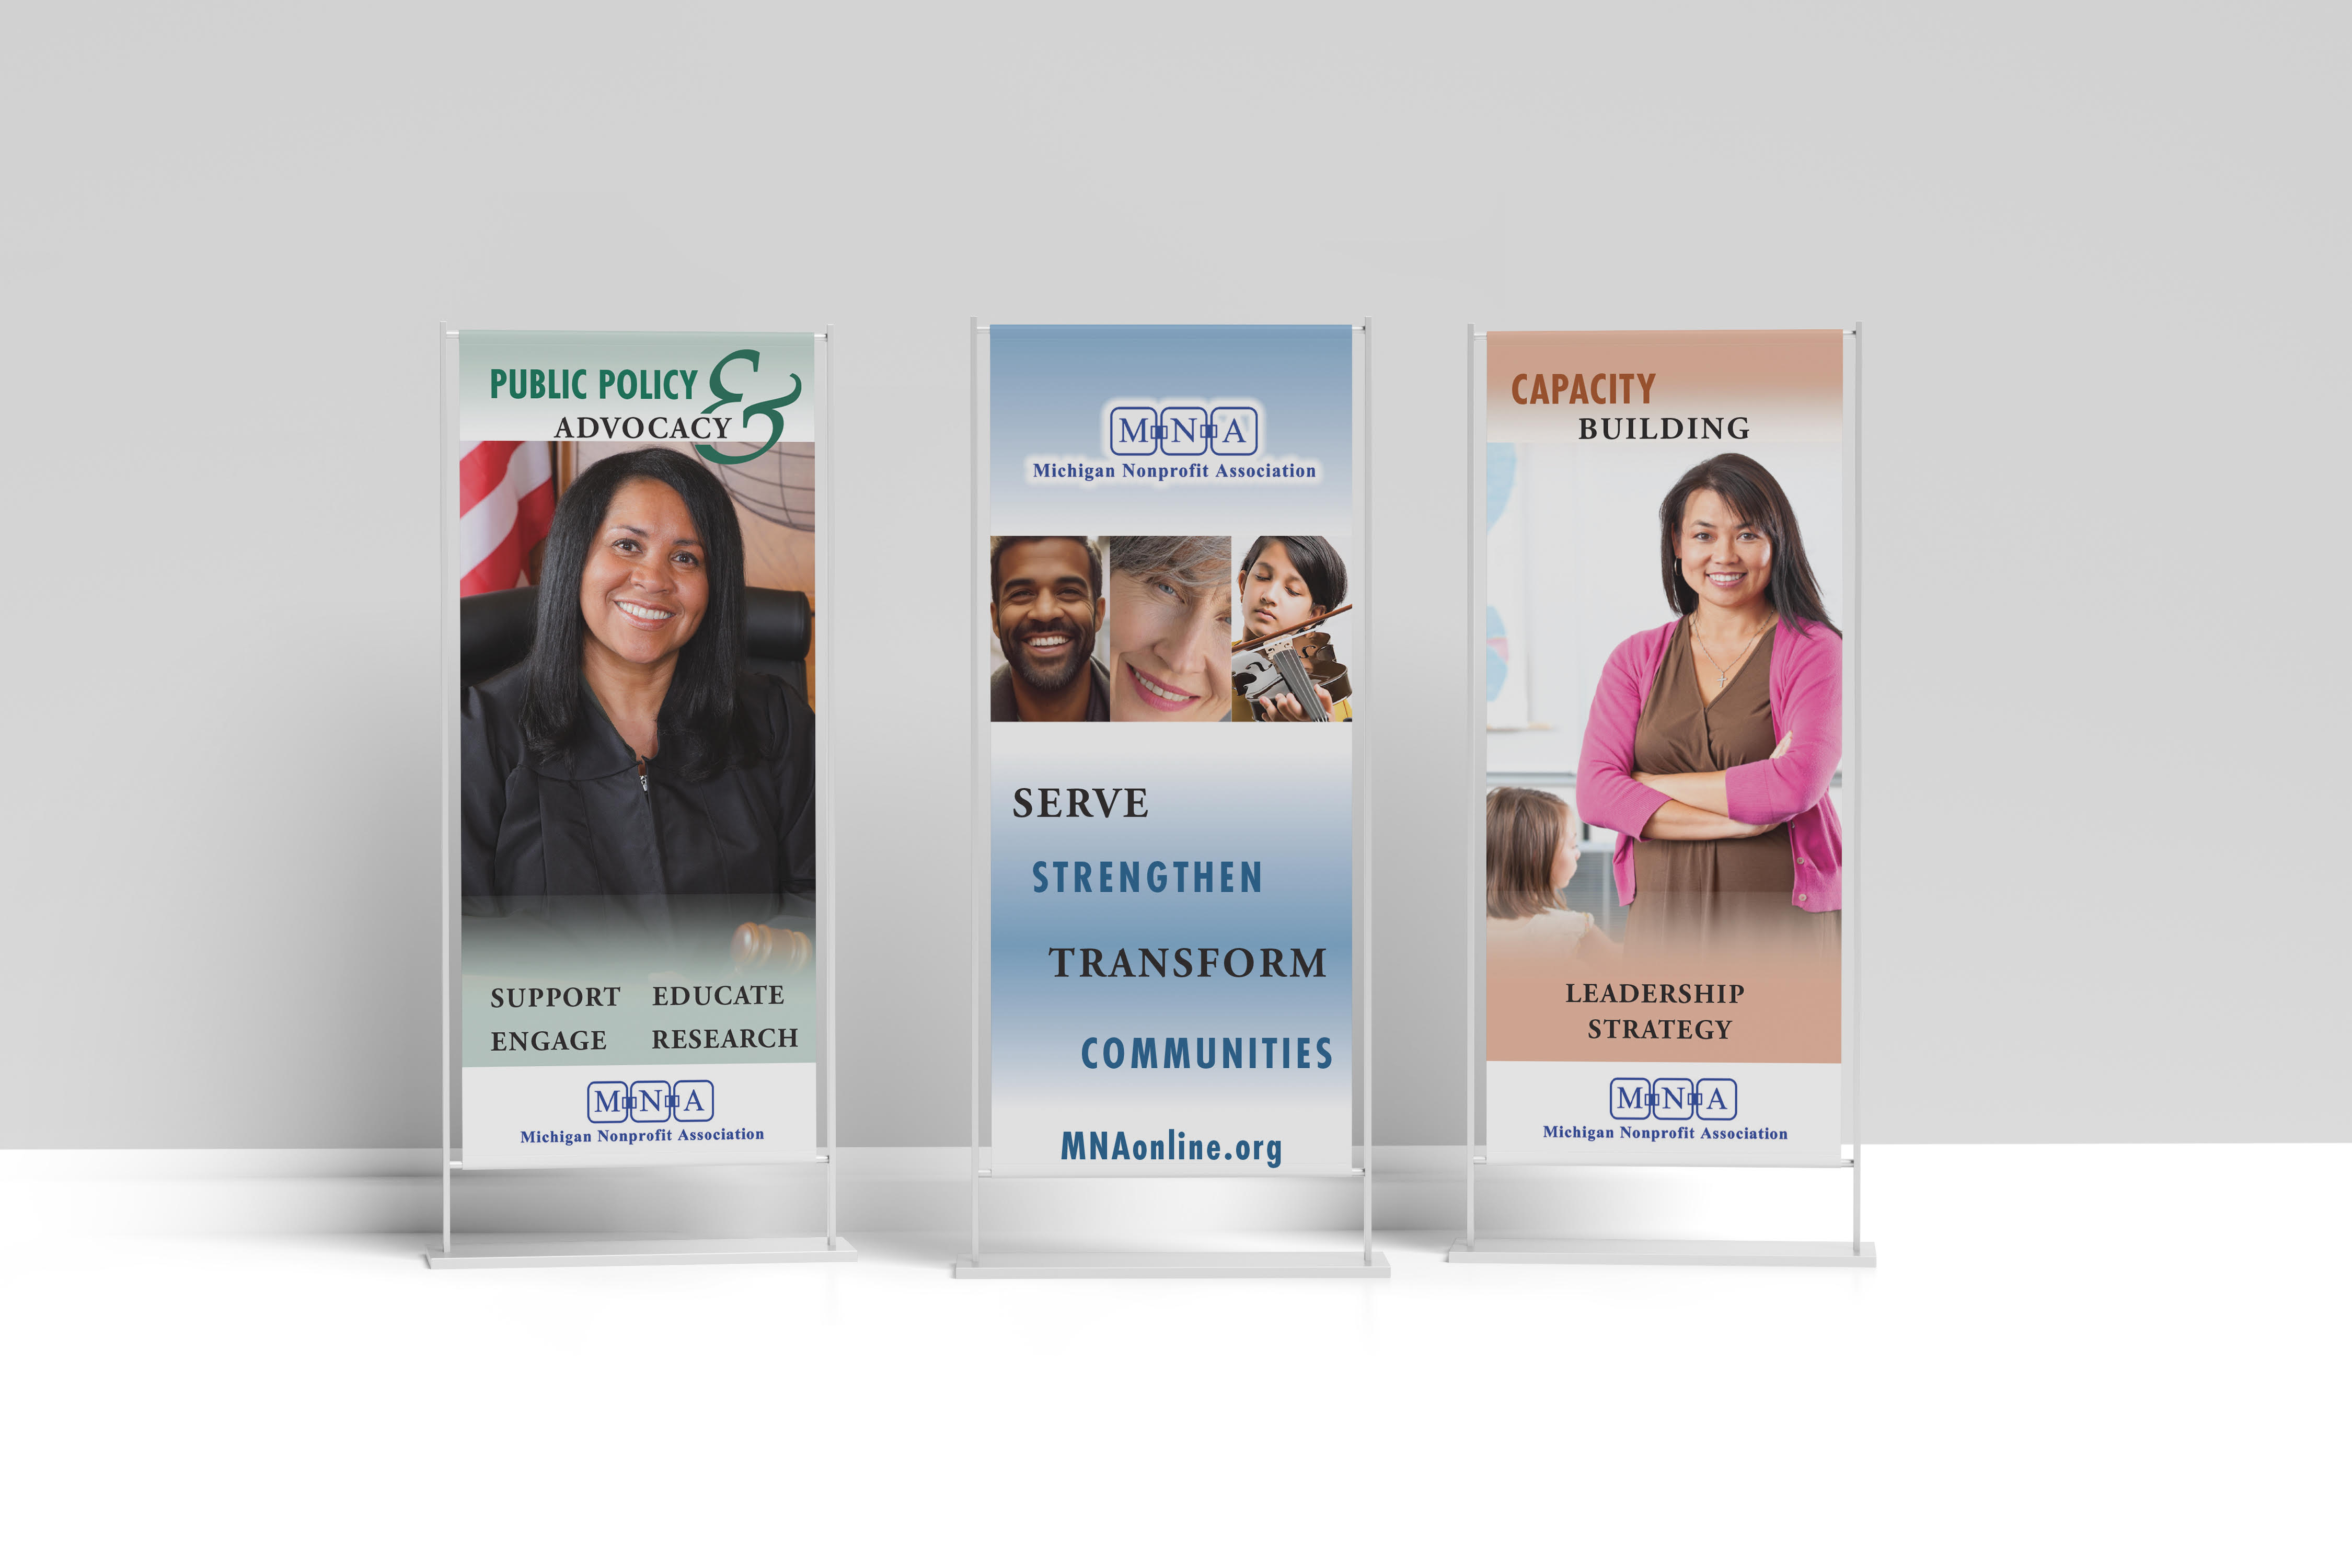 PUBLIC POLICY &
ADVOCACY
SUPPORT EDUCATE
ENGAGE RESEARCH
MNA
Michigan Nonprofit Association
MNA
Michigan Nonprofit Association
SERVE
STRENGTHEN
TRANSFORM
COMMUNITIES
MNAonline.org
CAPACITY
BUILDING
LEADERSHIP
STRATEGY
MNA
Michigan Nonprofit Association